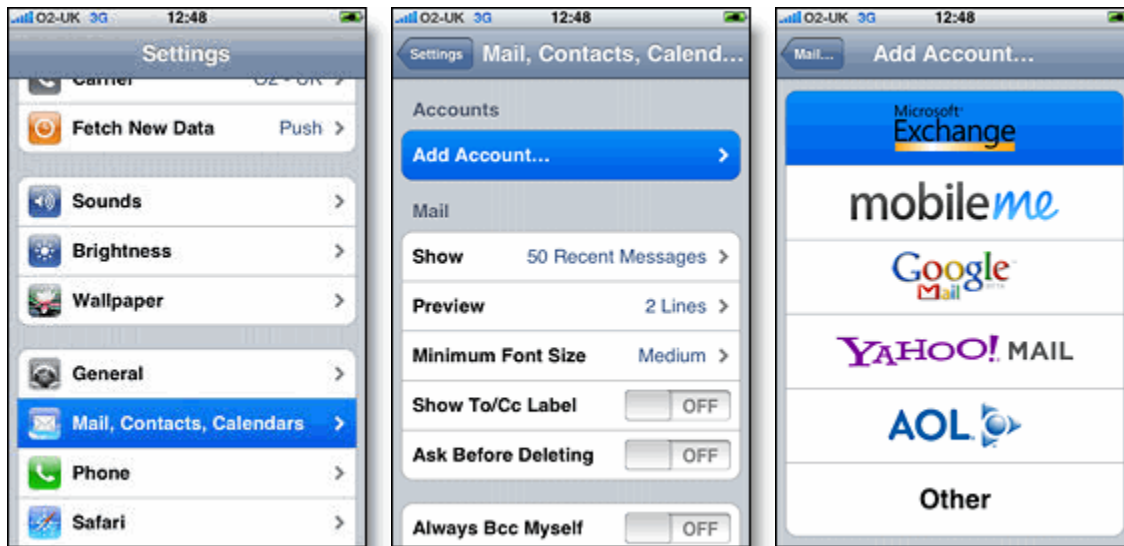 O2-UK 3G 12:48
Settings
Carrier O2 - UK
Fetch New Data Push
Sounds
Brightness
Wallpaper
General
Mail, Contacts, Calendars
Phone
Safari
O2-UK 3G 12:48
Settings Mail, Contacts, Calend...
Accounts
Add Account...
Mail
Show 50 Recent Messages
Preview 2 Lines
Minimum Font Size Medium
Show To/Cc Label OFF
Ask Before Deleting OFF
Always Bcc Myself OFF
O2-UK 3G 12:48
Mail... Add Account...
Microsoft
Exchange
mobileme
Google
Mail
YAHOO! MAIL
AOL
Other